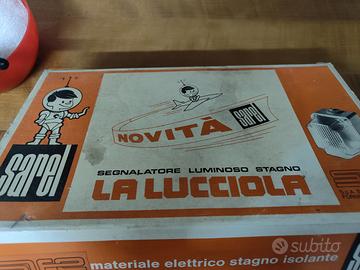 NOVITÀ
sarel
sarel
SEGNALATORE LUMINOSO STAGNO
LA LUCCIOLA
materiale elettrico stagno isolante
subito